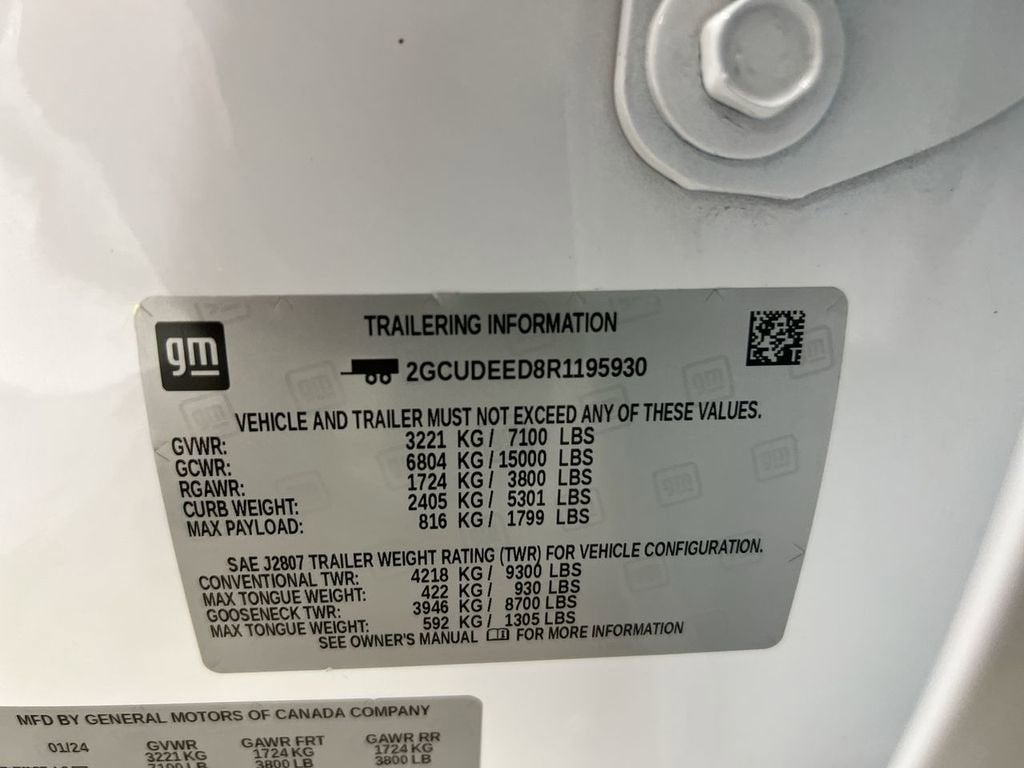 gm
TRAILERING INFORMATION
2GCUDEED8R1195930
VEHICLE AND TRAILER MUST NOT EXCEED ANY OF THESE VALUES.
GVWR: 3221 KG / 7100 LBS
GCWR: 6804 KG / 15000 LBS
RGAWR: 1724 KG / 3800 LBS
CURB WEIGHT: 2405 KG / 5301 LBS
MAX PAYLOAD: 816 KG / 1799 LBS
SAE J2807 TRAILER WEIGHT RATING (TWR) FOR VEHICLE CONFIGURATION.
CONVENTIONAL TWR: 4218 KG / 9300 LBS
MAX TONGUE WEIGHT: 422 KG / 930 LBS
GOOSENECK TWR: 3946 KG / 8700 LBS
MAX TONGUE WEIGHT: 592 KG / 1305 LBS
SEE OWNER'S MANUAL FOR MORE INFORMATION
MFD BY GENERAL MOTORS OF CANADA COMPANY
01/24 GVWR GAWR FRT GAWR RR
3221 KG 1724 KG 1724 KG
7100 LB 3800 LB 3800 LB